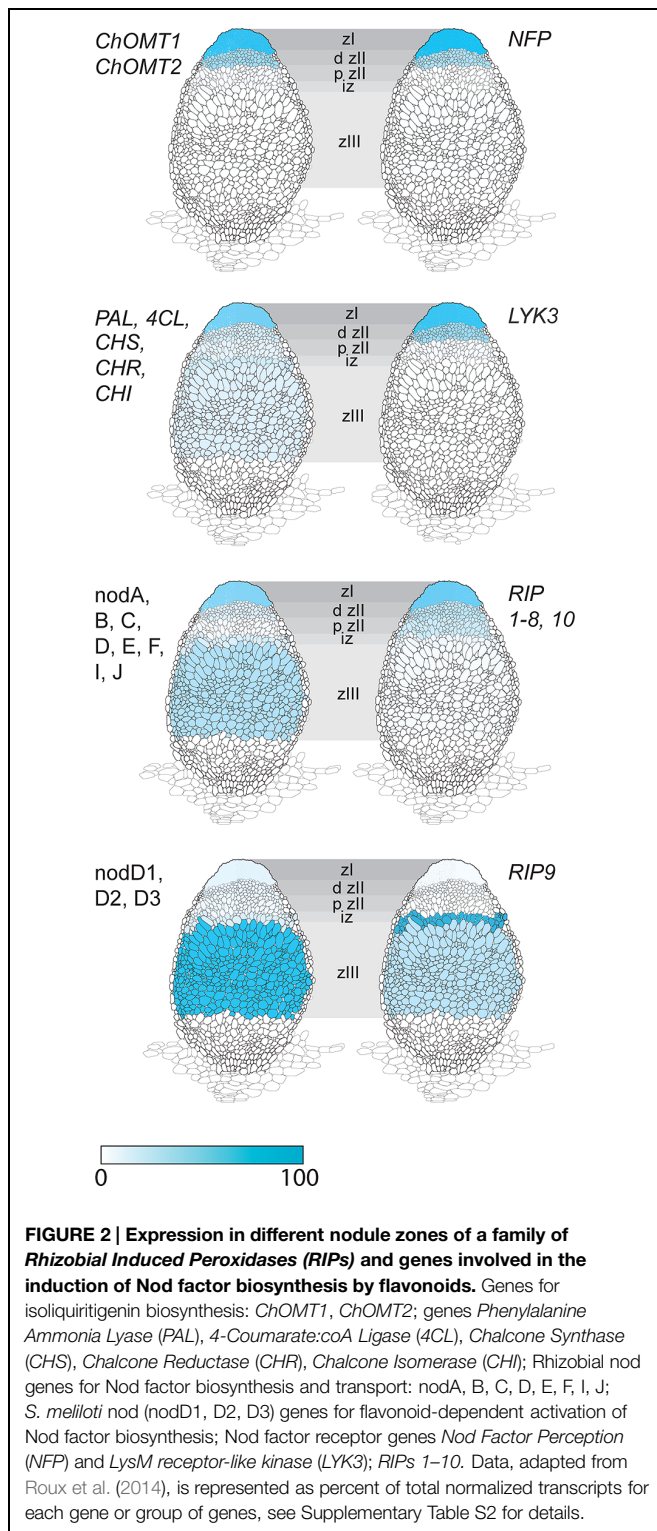 ChOMT1
ChOMT2
zI
d zII
p zII
iz
zIII
NFP
PAL, 4CL,
CHS,
CHR,
CHI
zI
d zII
p zII
iz
zIII
LYK3
nodA,
B, C,
D, E, F,
I, J
zI
d zII
p zII
iz
zIII
RIP
1-8, 10
nodD1,
D2, D3
zI
d zII
p zII
iz
zIII
RIP9
0 100
FIGURE 2 | Expression in different nodule zones of a family of
Rhizobial Induced Peroxidases (RIPs) and genes involved in the
induction of Nod factor biosynthesis by flavonoids. Genes for
isoliquiritigenin biosynthesis: ChOMT1, ChOMT2; genes Phenylalanine
Ammonia Lyase (PAL), 4-Coumarate:coA Ligase (4CL), Chalcone Synthase
(CHS), Chalcone Reductase (CHR), Chalcone Isomerase (CHI); Rhizobial nod
genes for Nod factor biosynthesis and transport: nodA, B, C, D, E, F, I, J;
S. meliloti nod (nodD1, D2, D3) genes for flavonoid-dependent activation of
Nod factor biosynthesis; Nod factor receptor genes Nod Factor Perception
(NFP) and LysM receptor-like kinase (LYK3); RIPs 1–10. Data, adapted from
Roux et al. (2014), is represented as percent of total normalized transcripts for
each gene or group of genes, see Supplementary Table S2 for details.